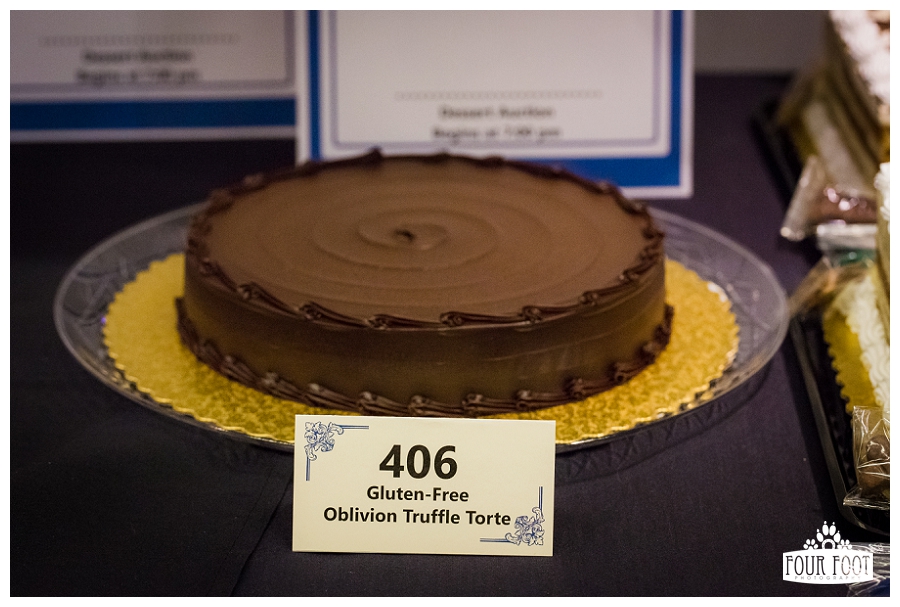 Dessert Auction
Begins at 7:00 pm
Dessert Auction
Begins at 7:00 pm
406
Gluten-Free
Oblivion Truffle Torte
FOUR FOOT
PHOTOGRAPHY